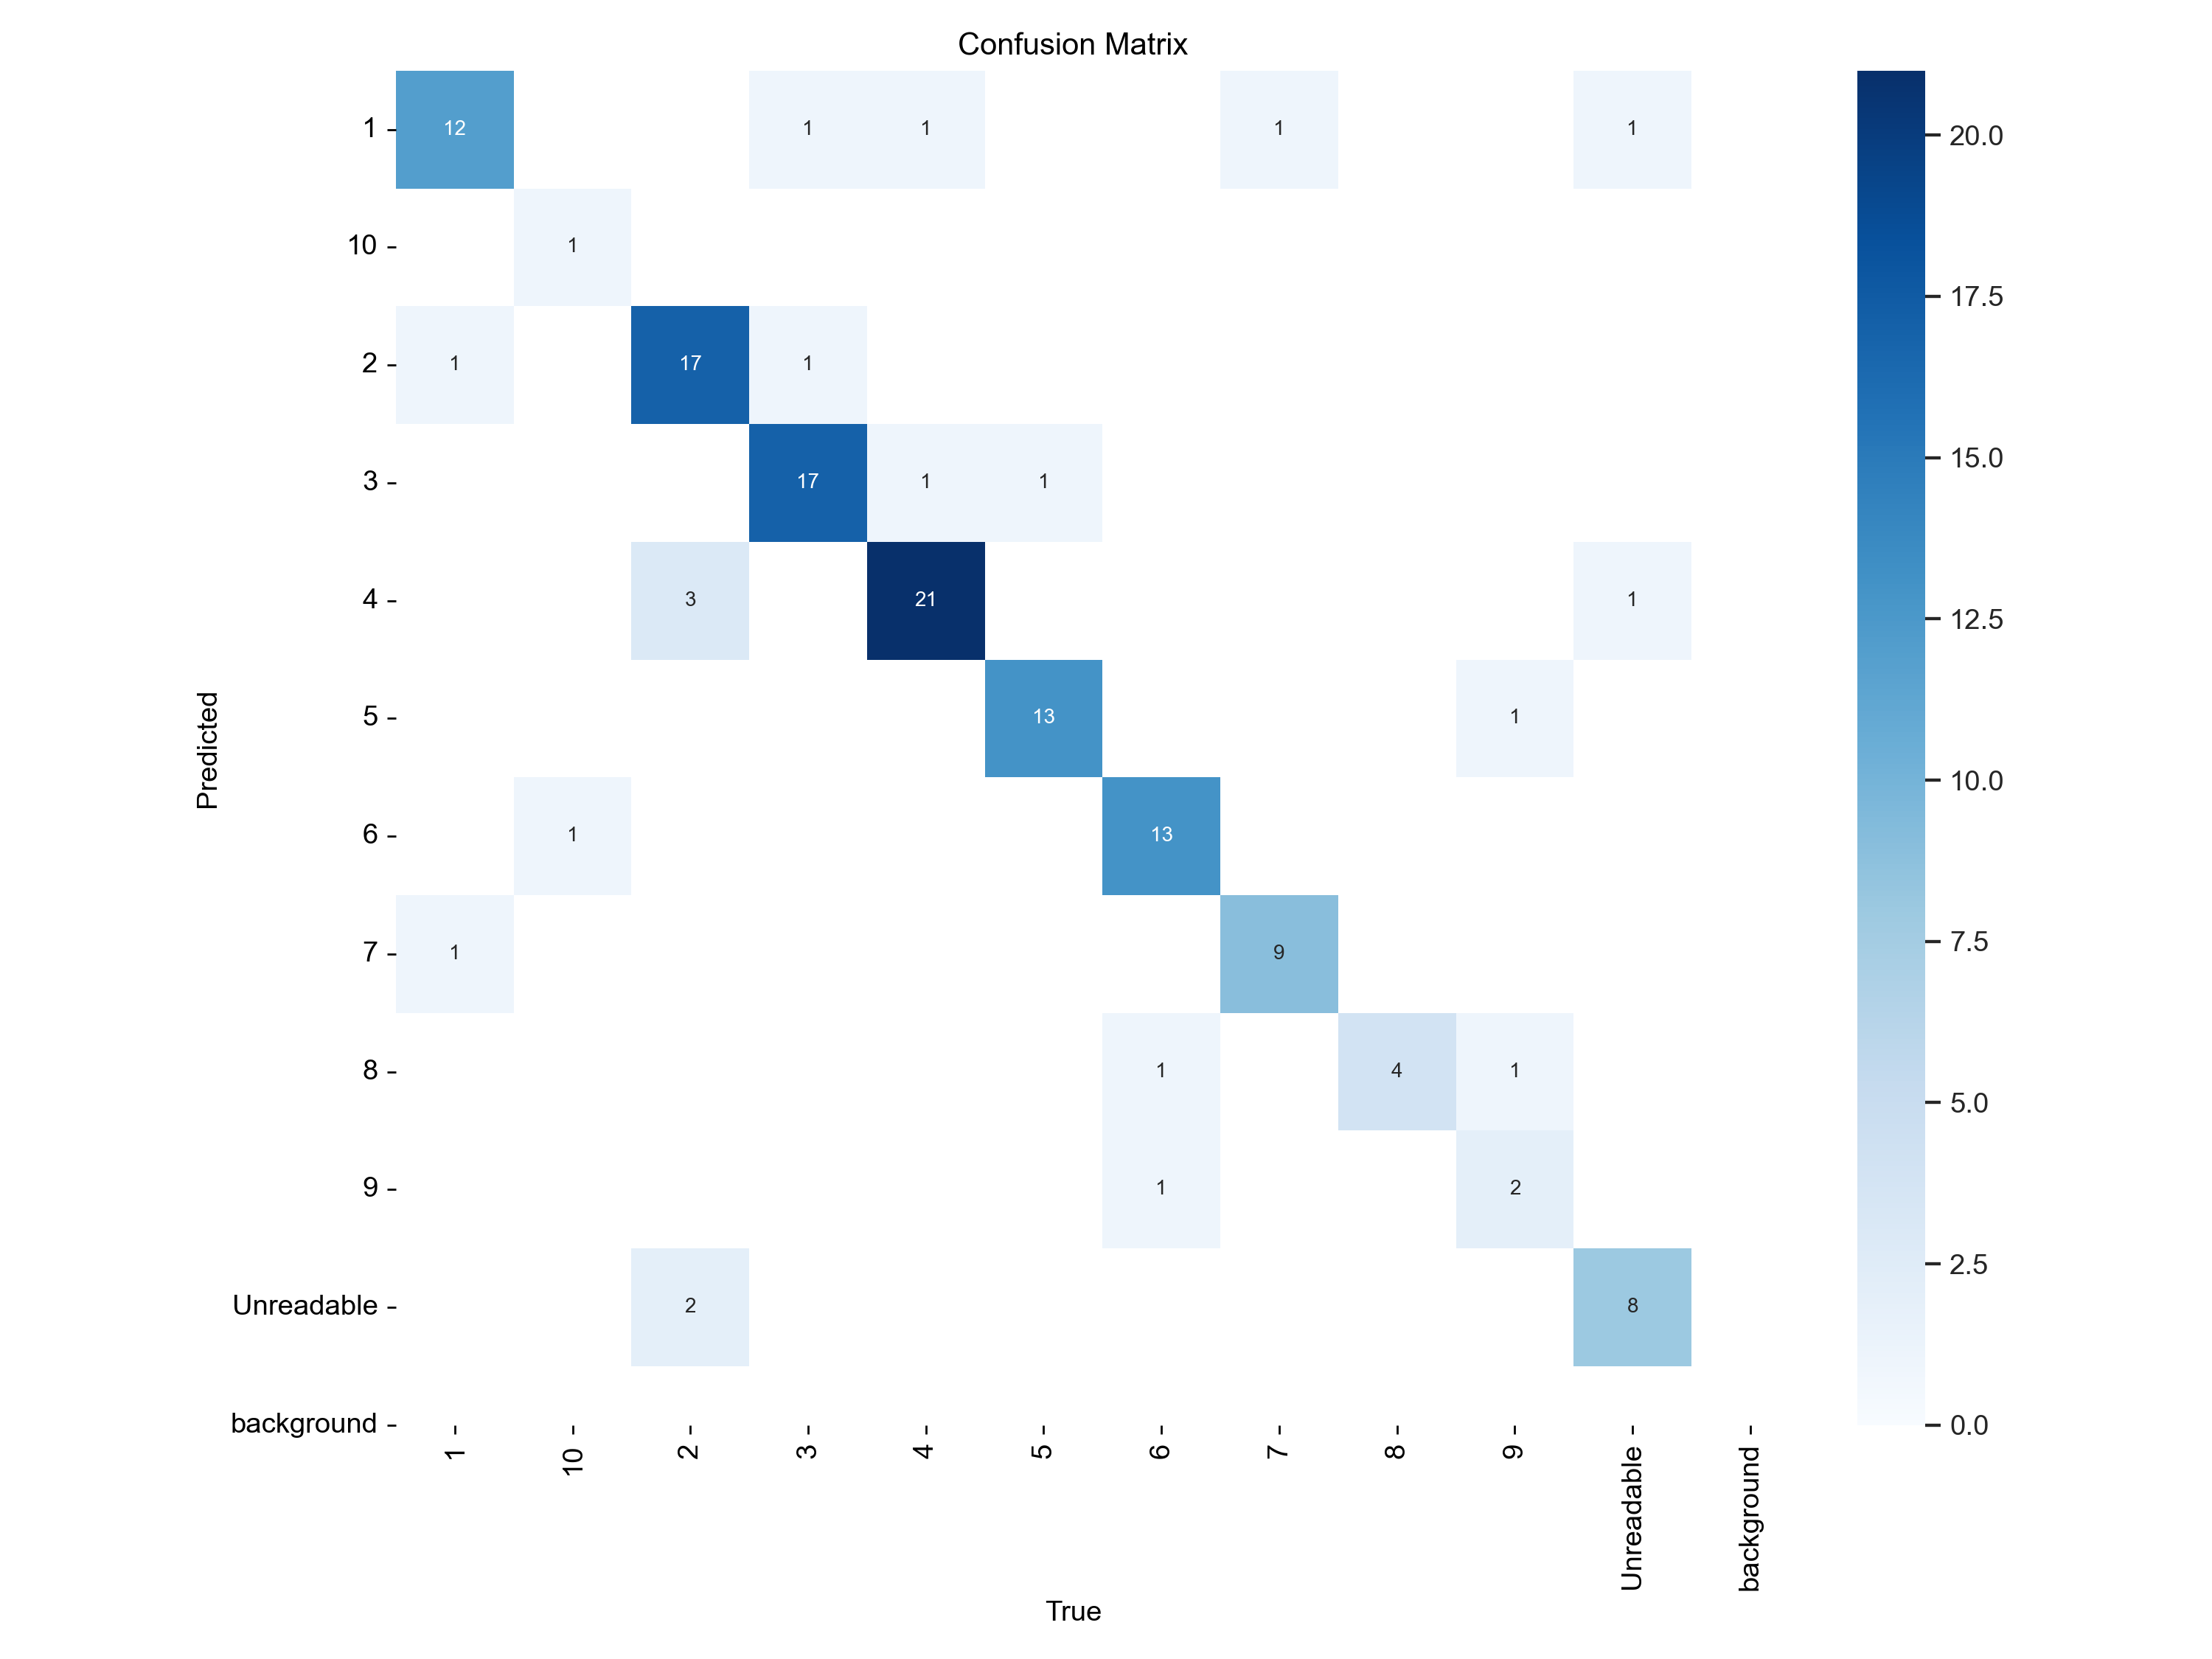 Confusion Matrix
1 12 1 1 1 1
10 1
2 1 17 1
3 17 1 1
4 3 21 1
5 13 1
6 1 13
7 1 9
8 1 4 1
9 1 2
Unreadable 2 8
background
1 10 2 3 4 5 6 7 8 9 Unreadable background
Predicted
True
20.0
17.5
15.0
12.5
10.0
7.5
5.0
2.5
0.0